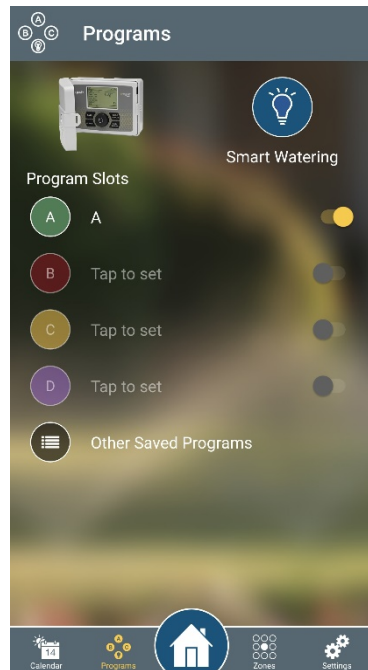 A
B C
Programs
Smart Watering
Program Slots
A A
B Tap to set
C Tap to set
D Tap to set
Other Saved Programs
14
A
B C
Calendar Programs Zones Settings